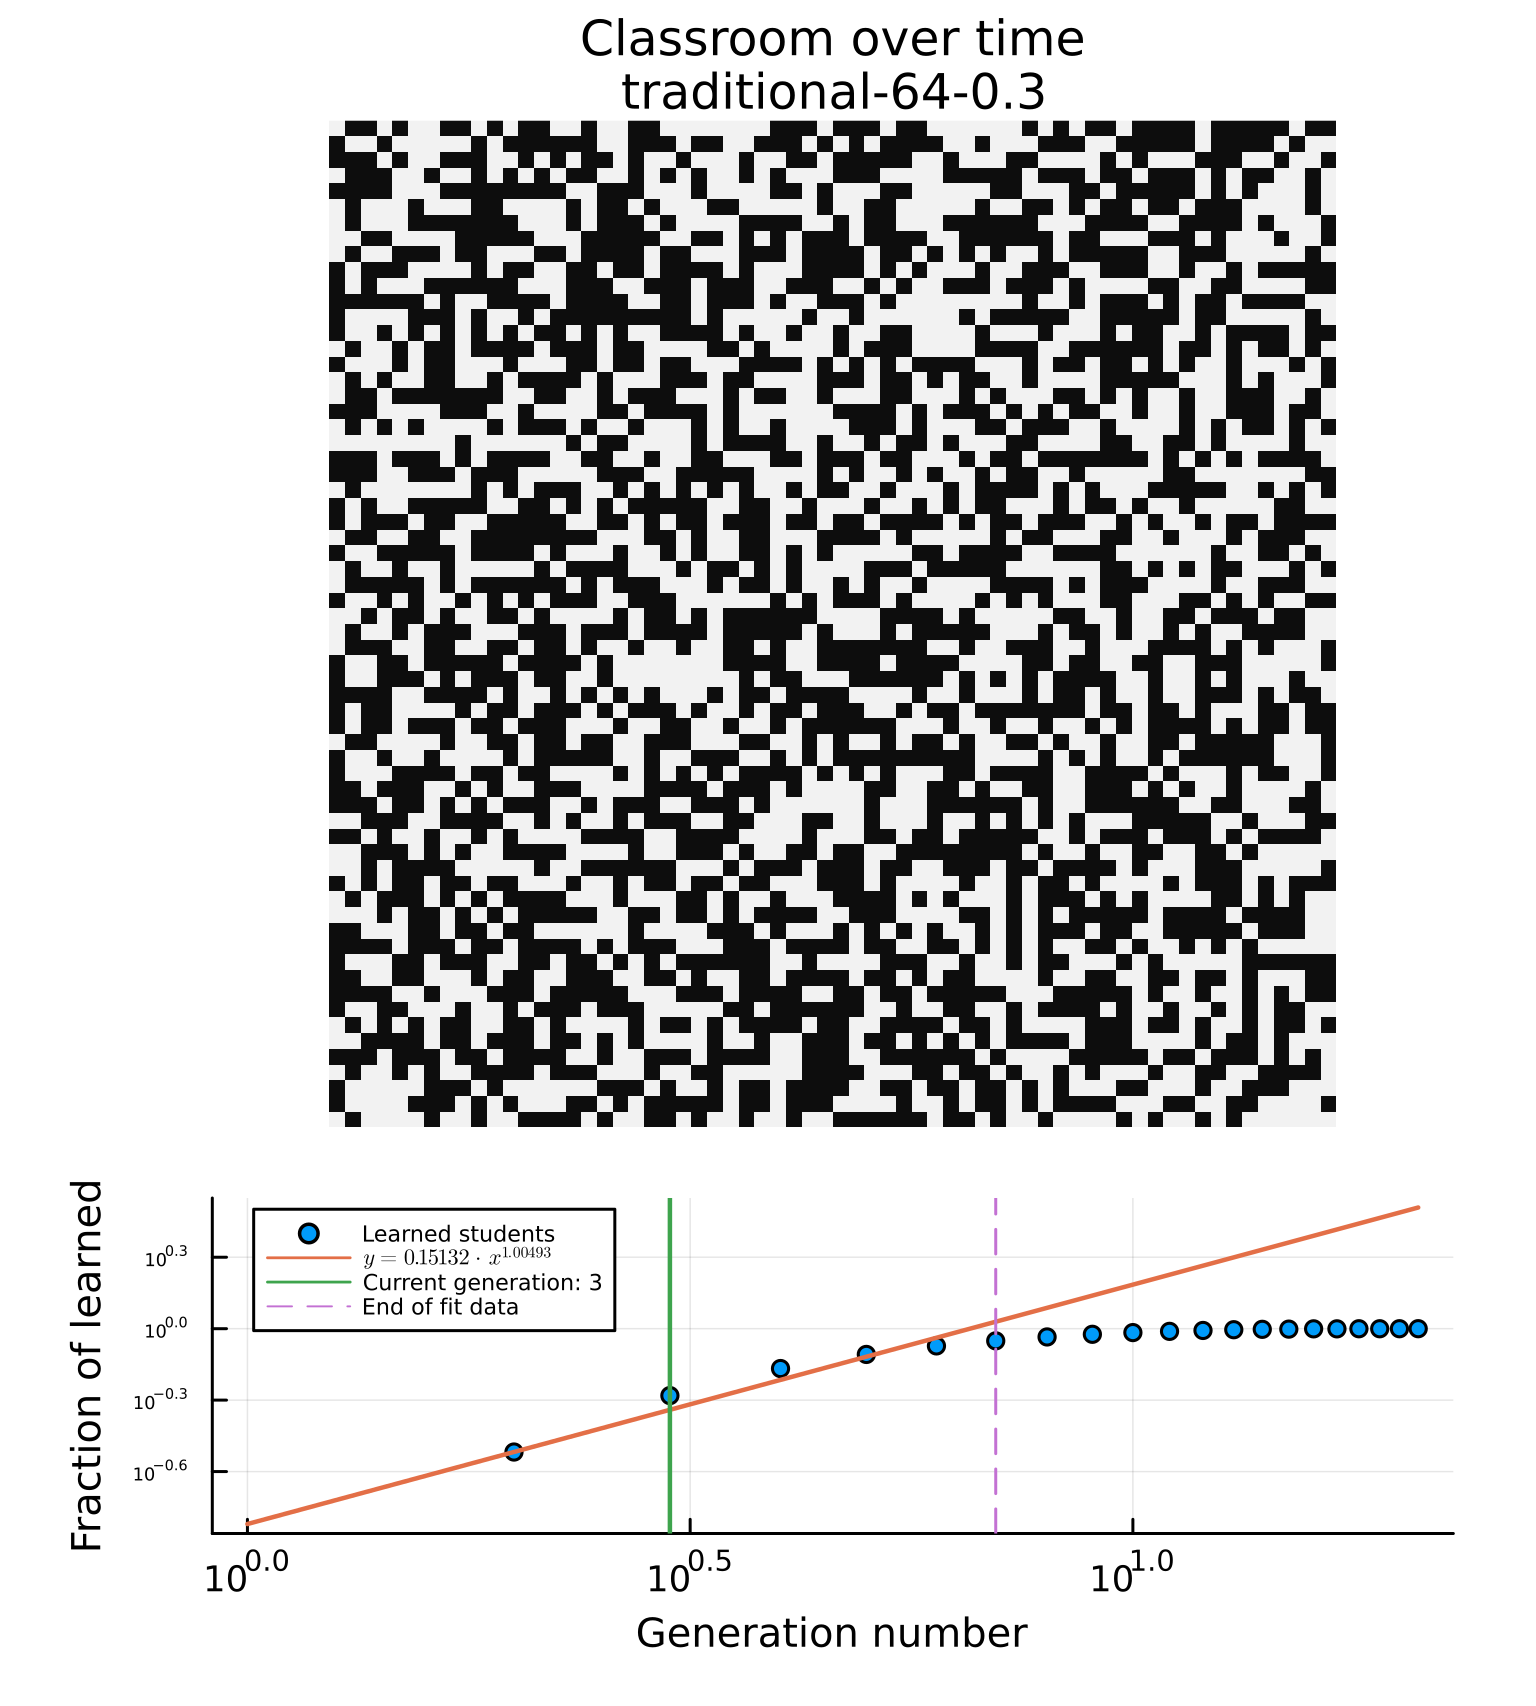 Classroom over time
traditional-64-0.3
Fraction of learned
10^0.3
10^0.0
10^−0.3
10^−0.6
Learned students
y = 0.15132 · x^1.00493
Current generation: 3
End of fit data
10^0.0 10^0.5 10^1.0
Generation number